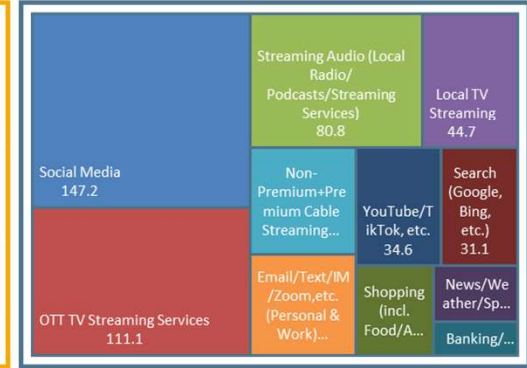 Social Media
147.2
OTT TV Streaming Services
111.1
Streaming Audio (Local
Radio/
Podcasts/Streaming
Services)
80.8
Local TV
Streaming
44.7
Non-
Premium+Pre
mium Cable
Streaming...
YouTube/T
ikTok, etc.
34.6
Search
(Google,
Bing,
etc.)
31.1
Email/Text/IM
/Zoom,etc.
(Personal &
Work)...
Shopping
(incl.
Food/A...
News/We
ather/Sp...
Banking/...